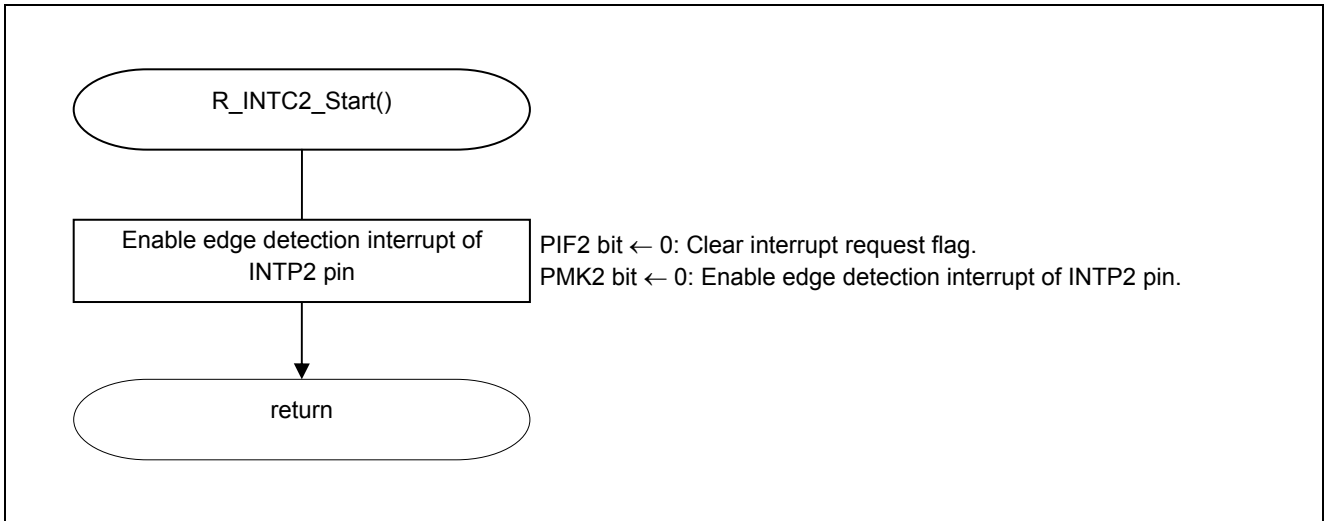 R_INTC2_Start()
Enable edge detection interrupt of
INTP2 pin
PIF2 bit ← 0: Clear interrupt request flag.
PMK2 bit ← 0: Enable edge detection interrupt of INTP2 pin.
return